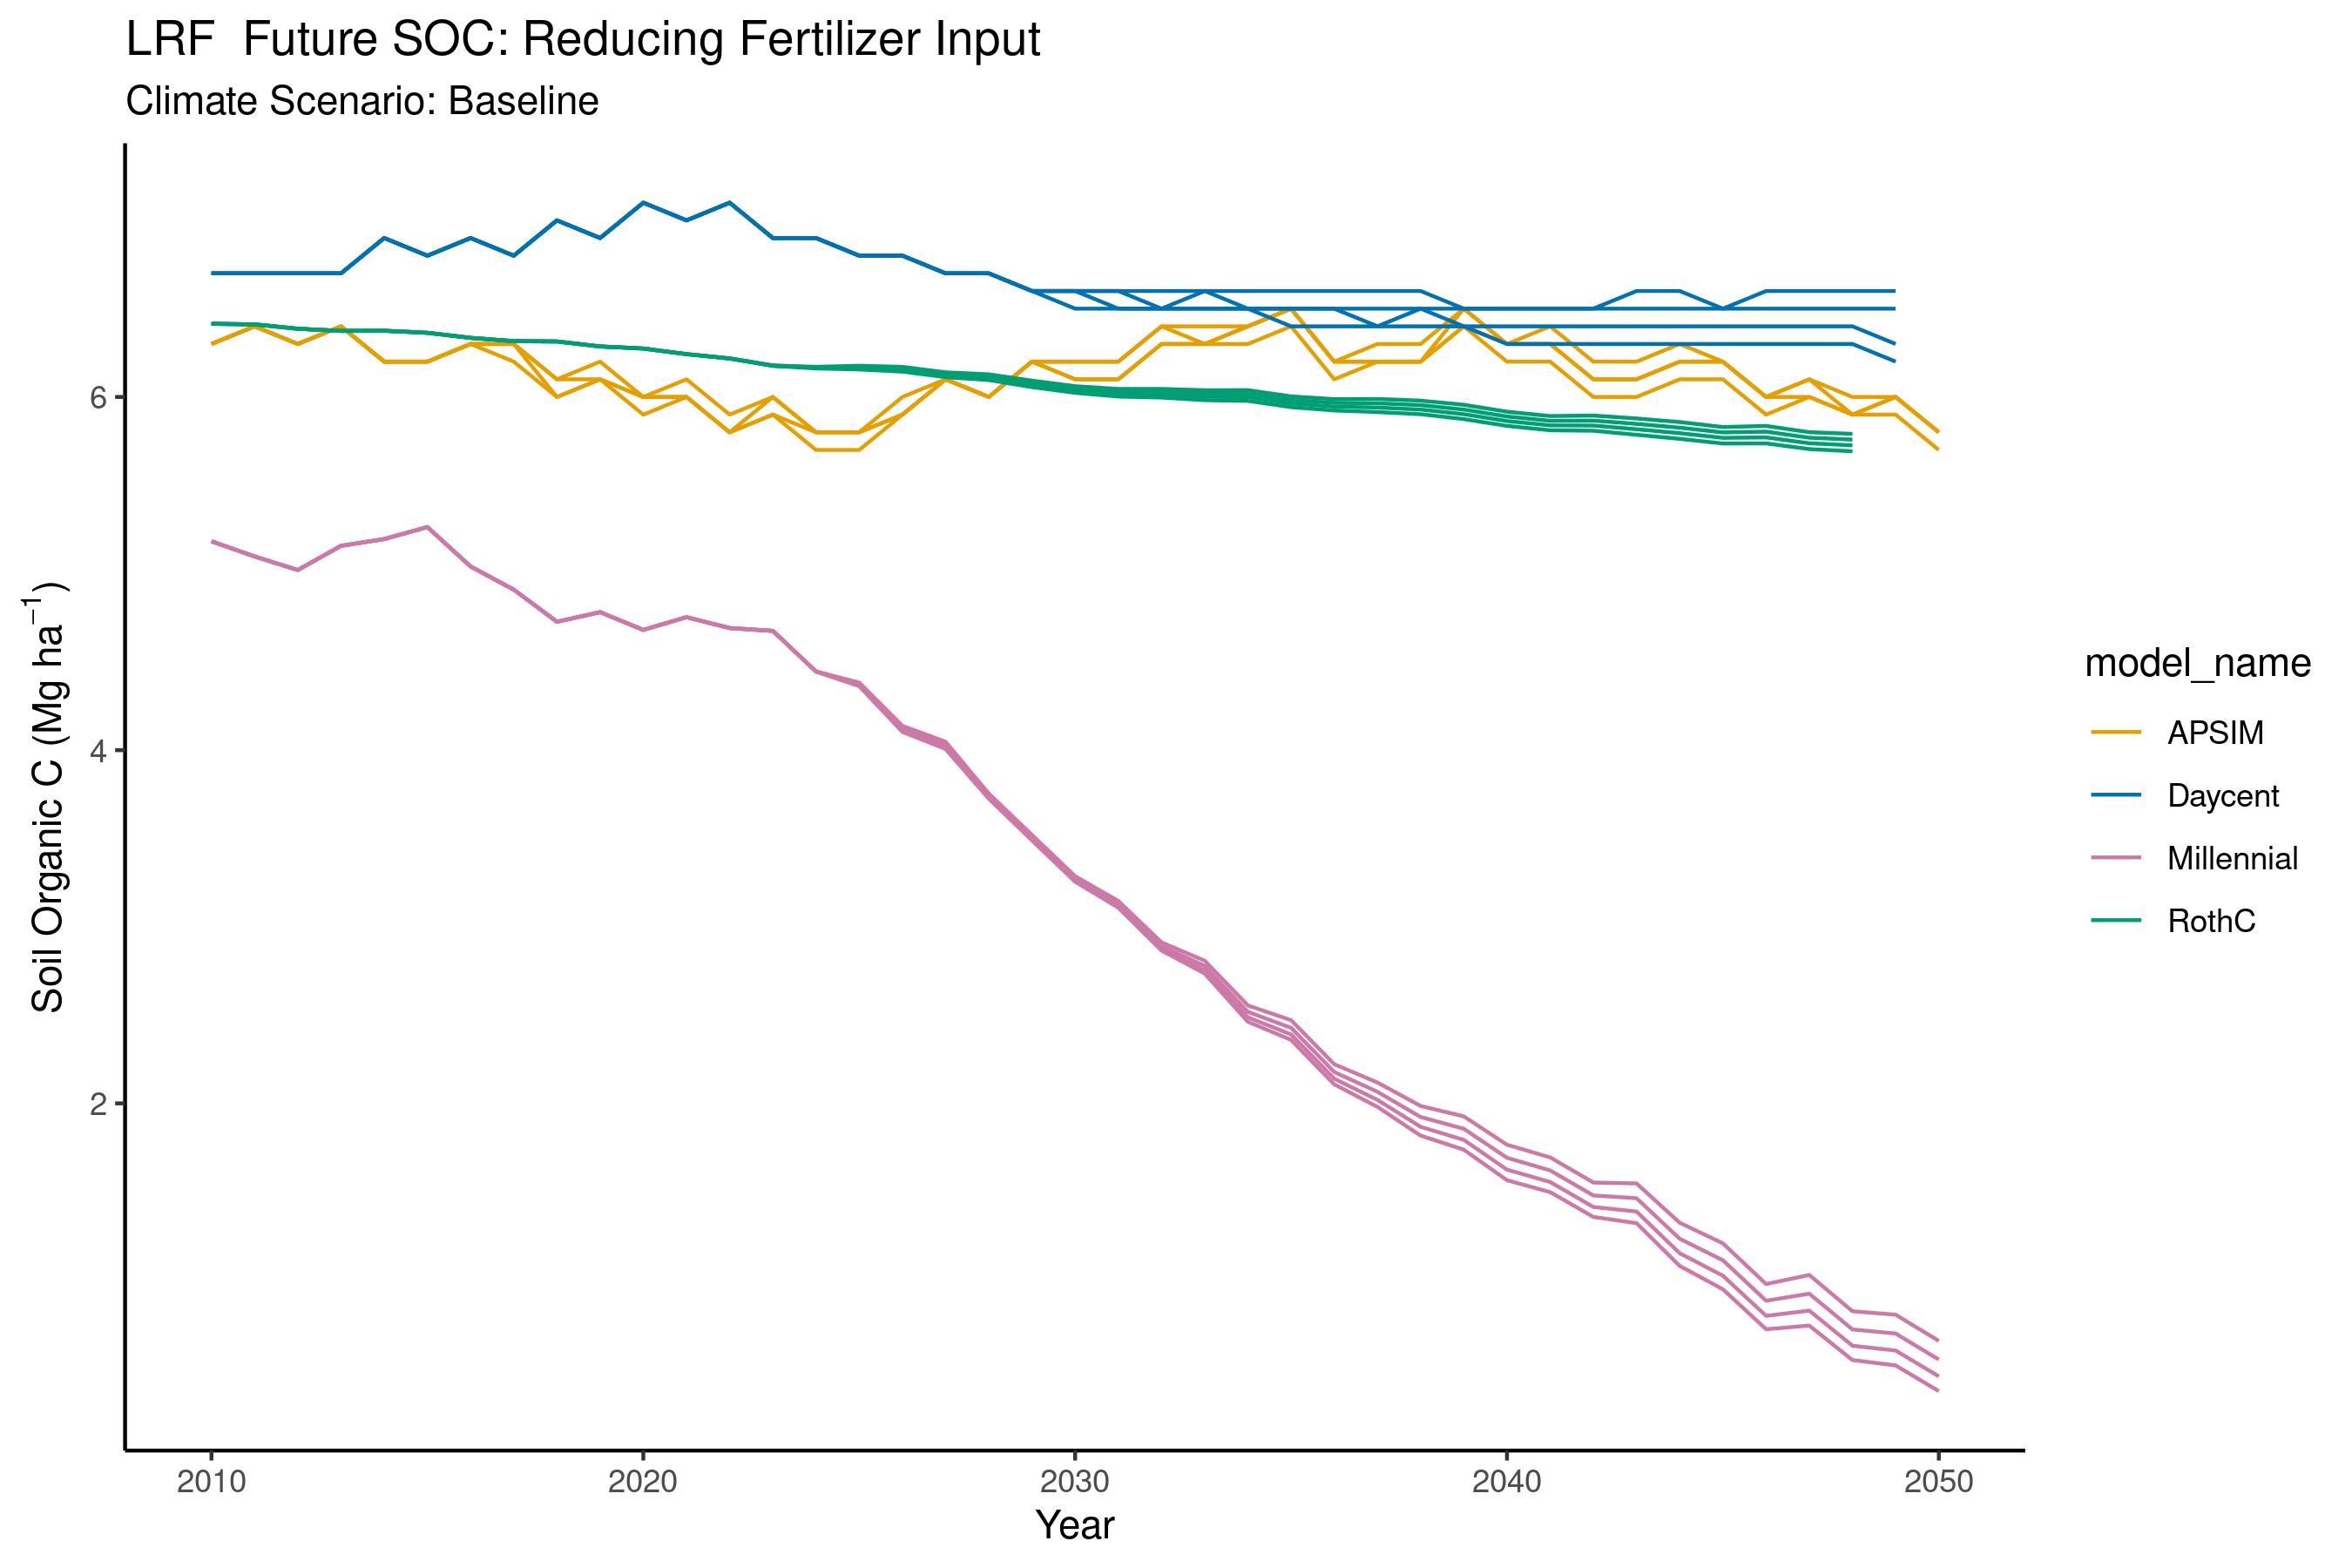 LRF  Future SOC: Reducing Fertilizer Input
Climate Scenario: Baseline
Soil Organic C (Mg ha⁻¹)
6
4
2
2010
2020
2030
2040
2050
Year
model_name
APSIM
Daycent
Millennial
RothC